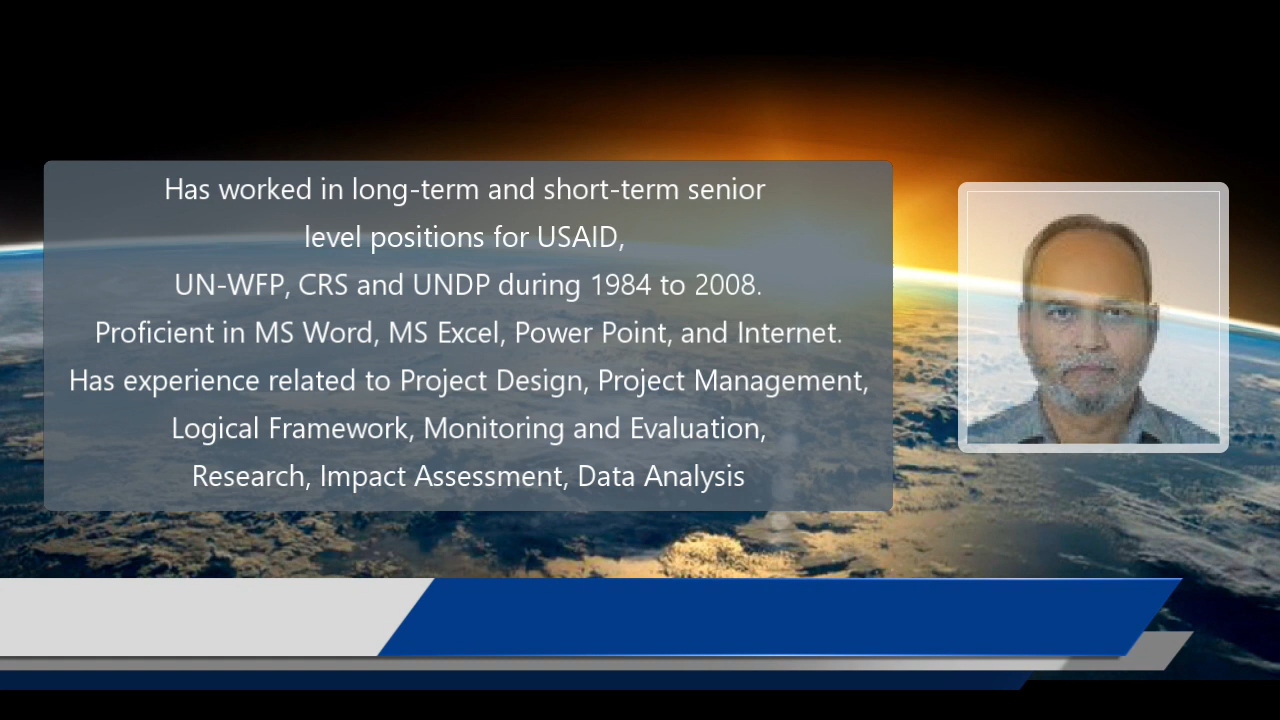 Has worked in long-term and short-term senior
level positions for USAID,
UN-WFP, CRS and UNDP during 1984 to 2008.
Proficient in MS Word, MS Excel, Power Point, and Internet.
Has experience related to Project Design, Project Management,
Logical Framework, Monitoring and Evaluation,
Research, Impact Assessment, Data Analysis